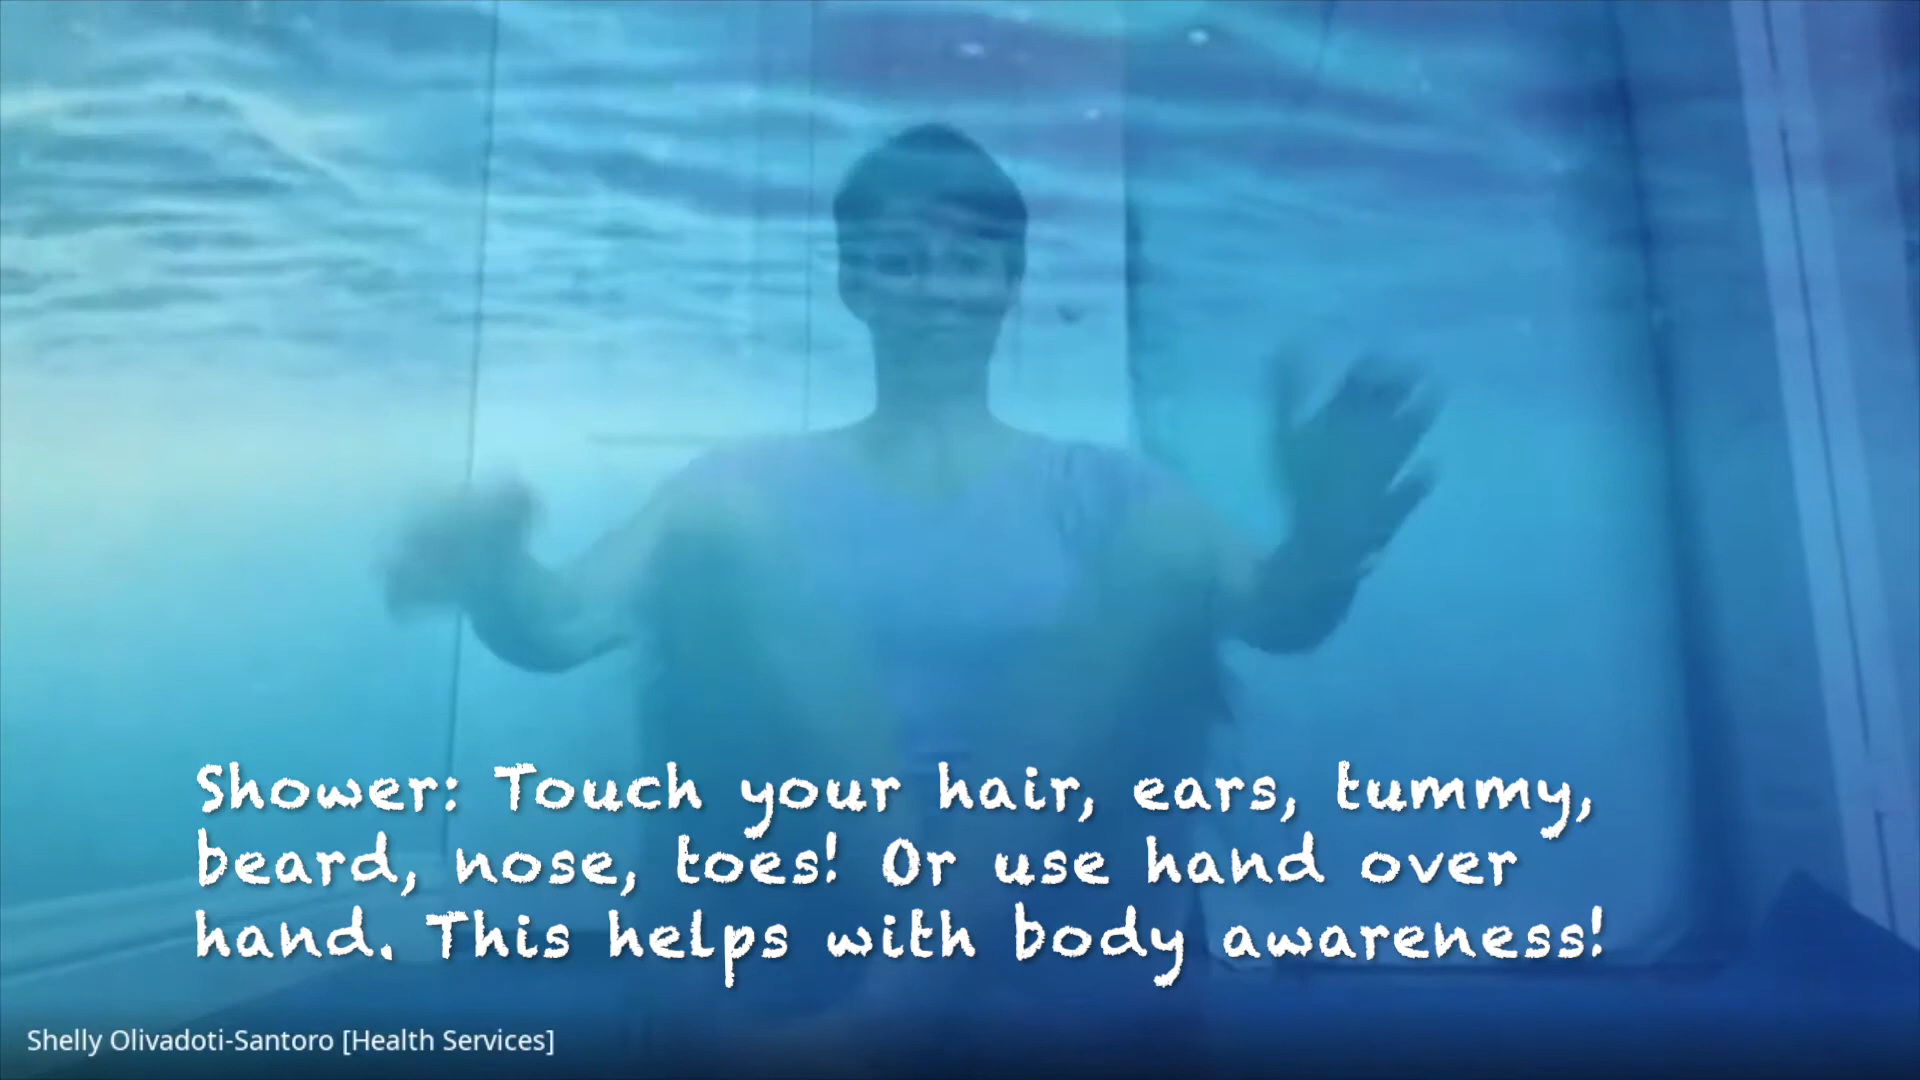 Shower: Touch your hair, ears, tummy,
beard, nose, toes! Or use hand over
hand. This helps with body awareness!
Shelly Olivadoti-Santoro [Health Services]